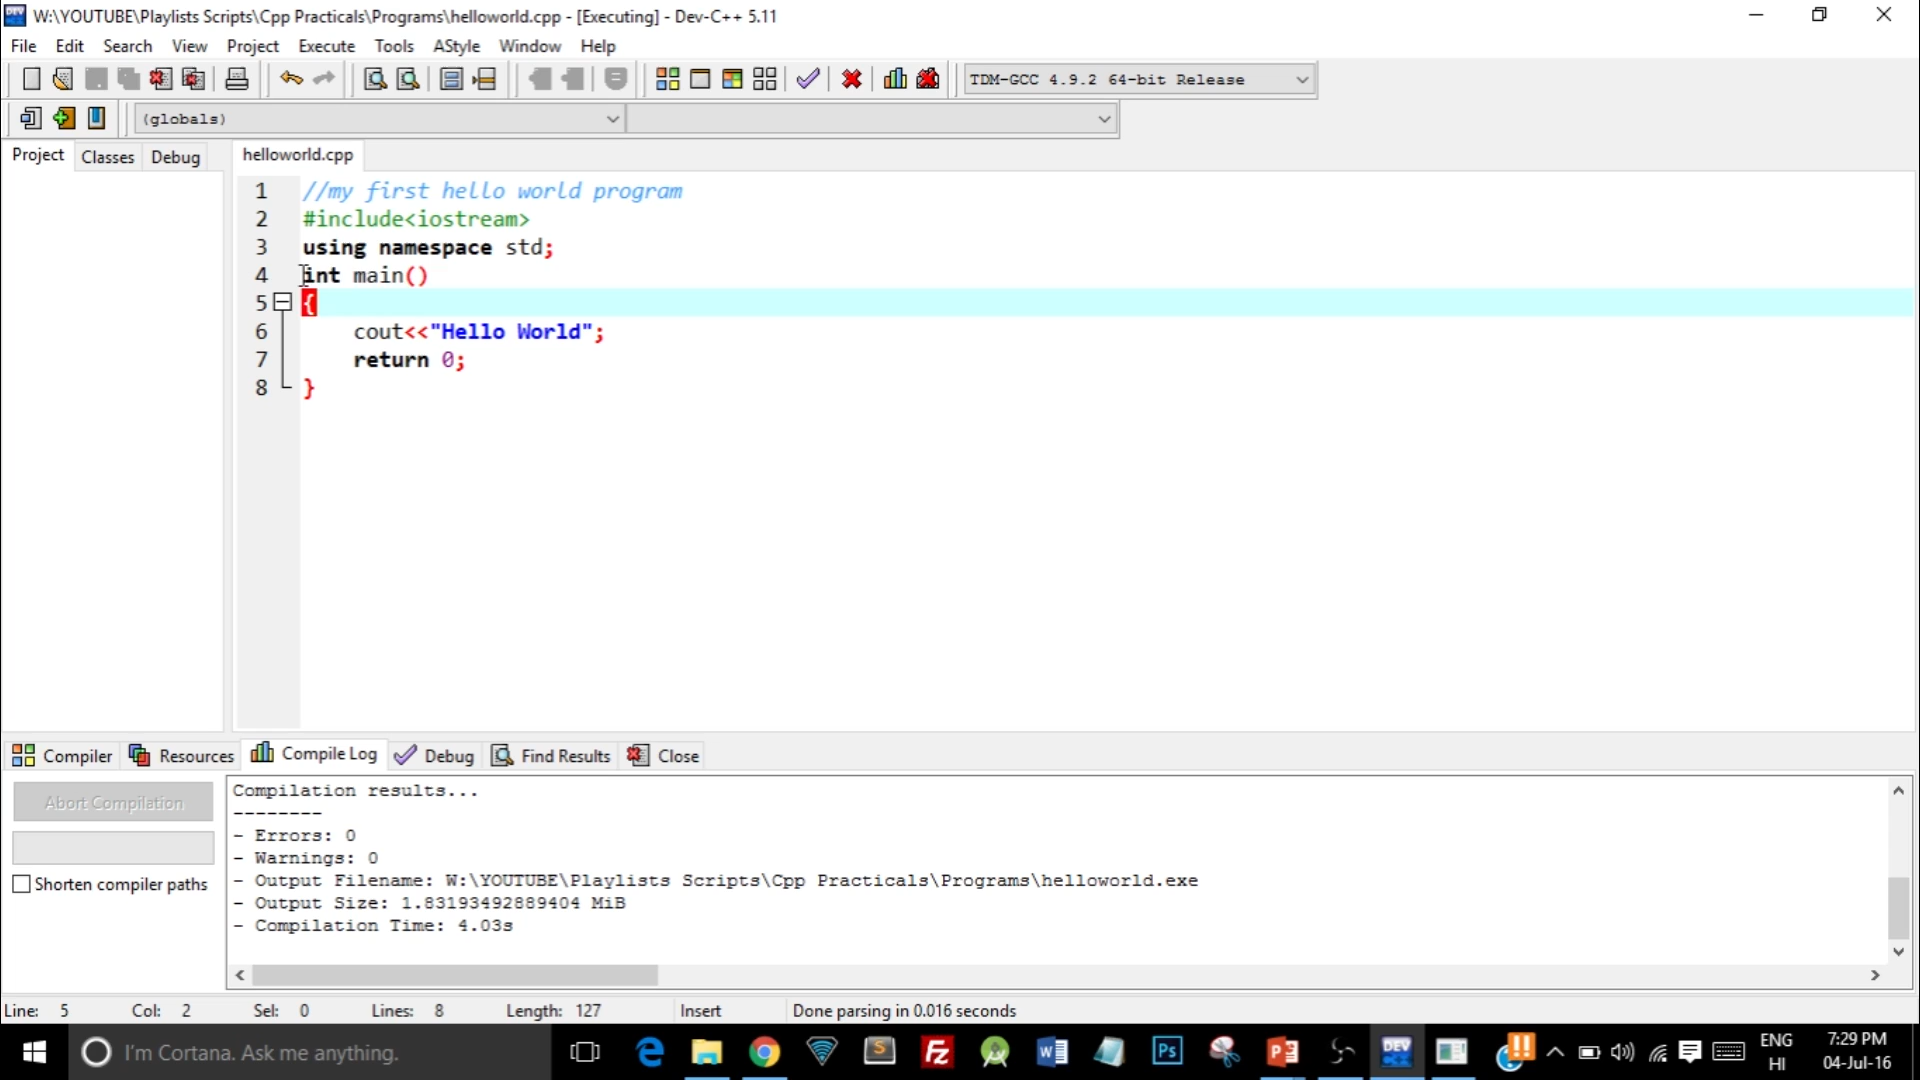 W:\YOUTUBE\Playlists Scripts\Cpp Practicals\Programs\helloworld.cpp - [Executing] - Dev-C++ 5.11
File Edit Search View Project Execute Tools AStyle Window Help
TDM-GCC 4.9.2 64-bit Release
(globals)
Project Classes Debug helloworld.cpp
1 //my first hello world program
2 #include<iostream>
3 using namespace std;
4 int main()
5 {
6 cout<<"Hello World";
7 return 0;
8 }
Compiler Resources Compile Log Debug Find Results Close
Abort Compilation
Shorten compiler paths
Compilation results...
--------
- Errors: 0
- Warnings: 0
- Output Filename: W:\YOUTUBE\Playlists Scripts\Cpp Practicals\Programs\helloworld.exe
- Output Size: 1.83193492889404 MiB
- Compilation Time: 4.03s
Line: 5 Col: 2 Sel: 0 Lines: 8 Length: 127 Insert Done parsing in 0.016 seconds
I'm Cortana. Ask me anything.
ENG
HI
7:29 PM
04-Jul-16